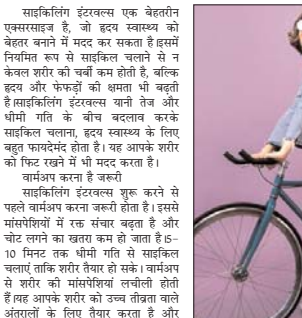 साइकिलिंग इंटरवल्स एक बेहतरीन
एक्सरसाइज है, जो हृदय स्वास्थ्य को
बेहतर बनाने में मदद कर सकता है।इसमें
नियमित रूप से साइकिल चलाने से न
केवल शरीर की चर्बी कम होती है, बल्कि
हृदय और फेफड़ों की क्षमता भी बढ़ती
है।साइकिलिंग इंटरवल्स यानी तेज और
धीमी गति के बीच बदलाव करके
साइकिल चलाना, हृदय स्वास्थ्य के लिए
बहुत फायदेमंद होता है। यह आपके शरीर
को फिट रखने में भी मदद करता है।
वार्मअप करना है जरूरी
साइकिलिंग इंटरवल्स शुरू करने से
पहले वार्मअप करना जरूरी होता है। इससे
मांसपेशियों में रक्त संचार बढ़ता है और
चोट लगने का खतरा कम हो जाता है।5-
10 मिनट तक धीमी गति से साइकिल
चलाएं ताकि शरीर तैयार हो सके। वार्मअप
से शरीर की मांसपेशियां लचीली होती
हैं।यह आपके शरीर को उच्च तीव्रता वाले
अंतरालों के लिए तैयार करता है और